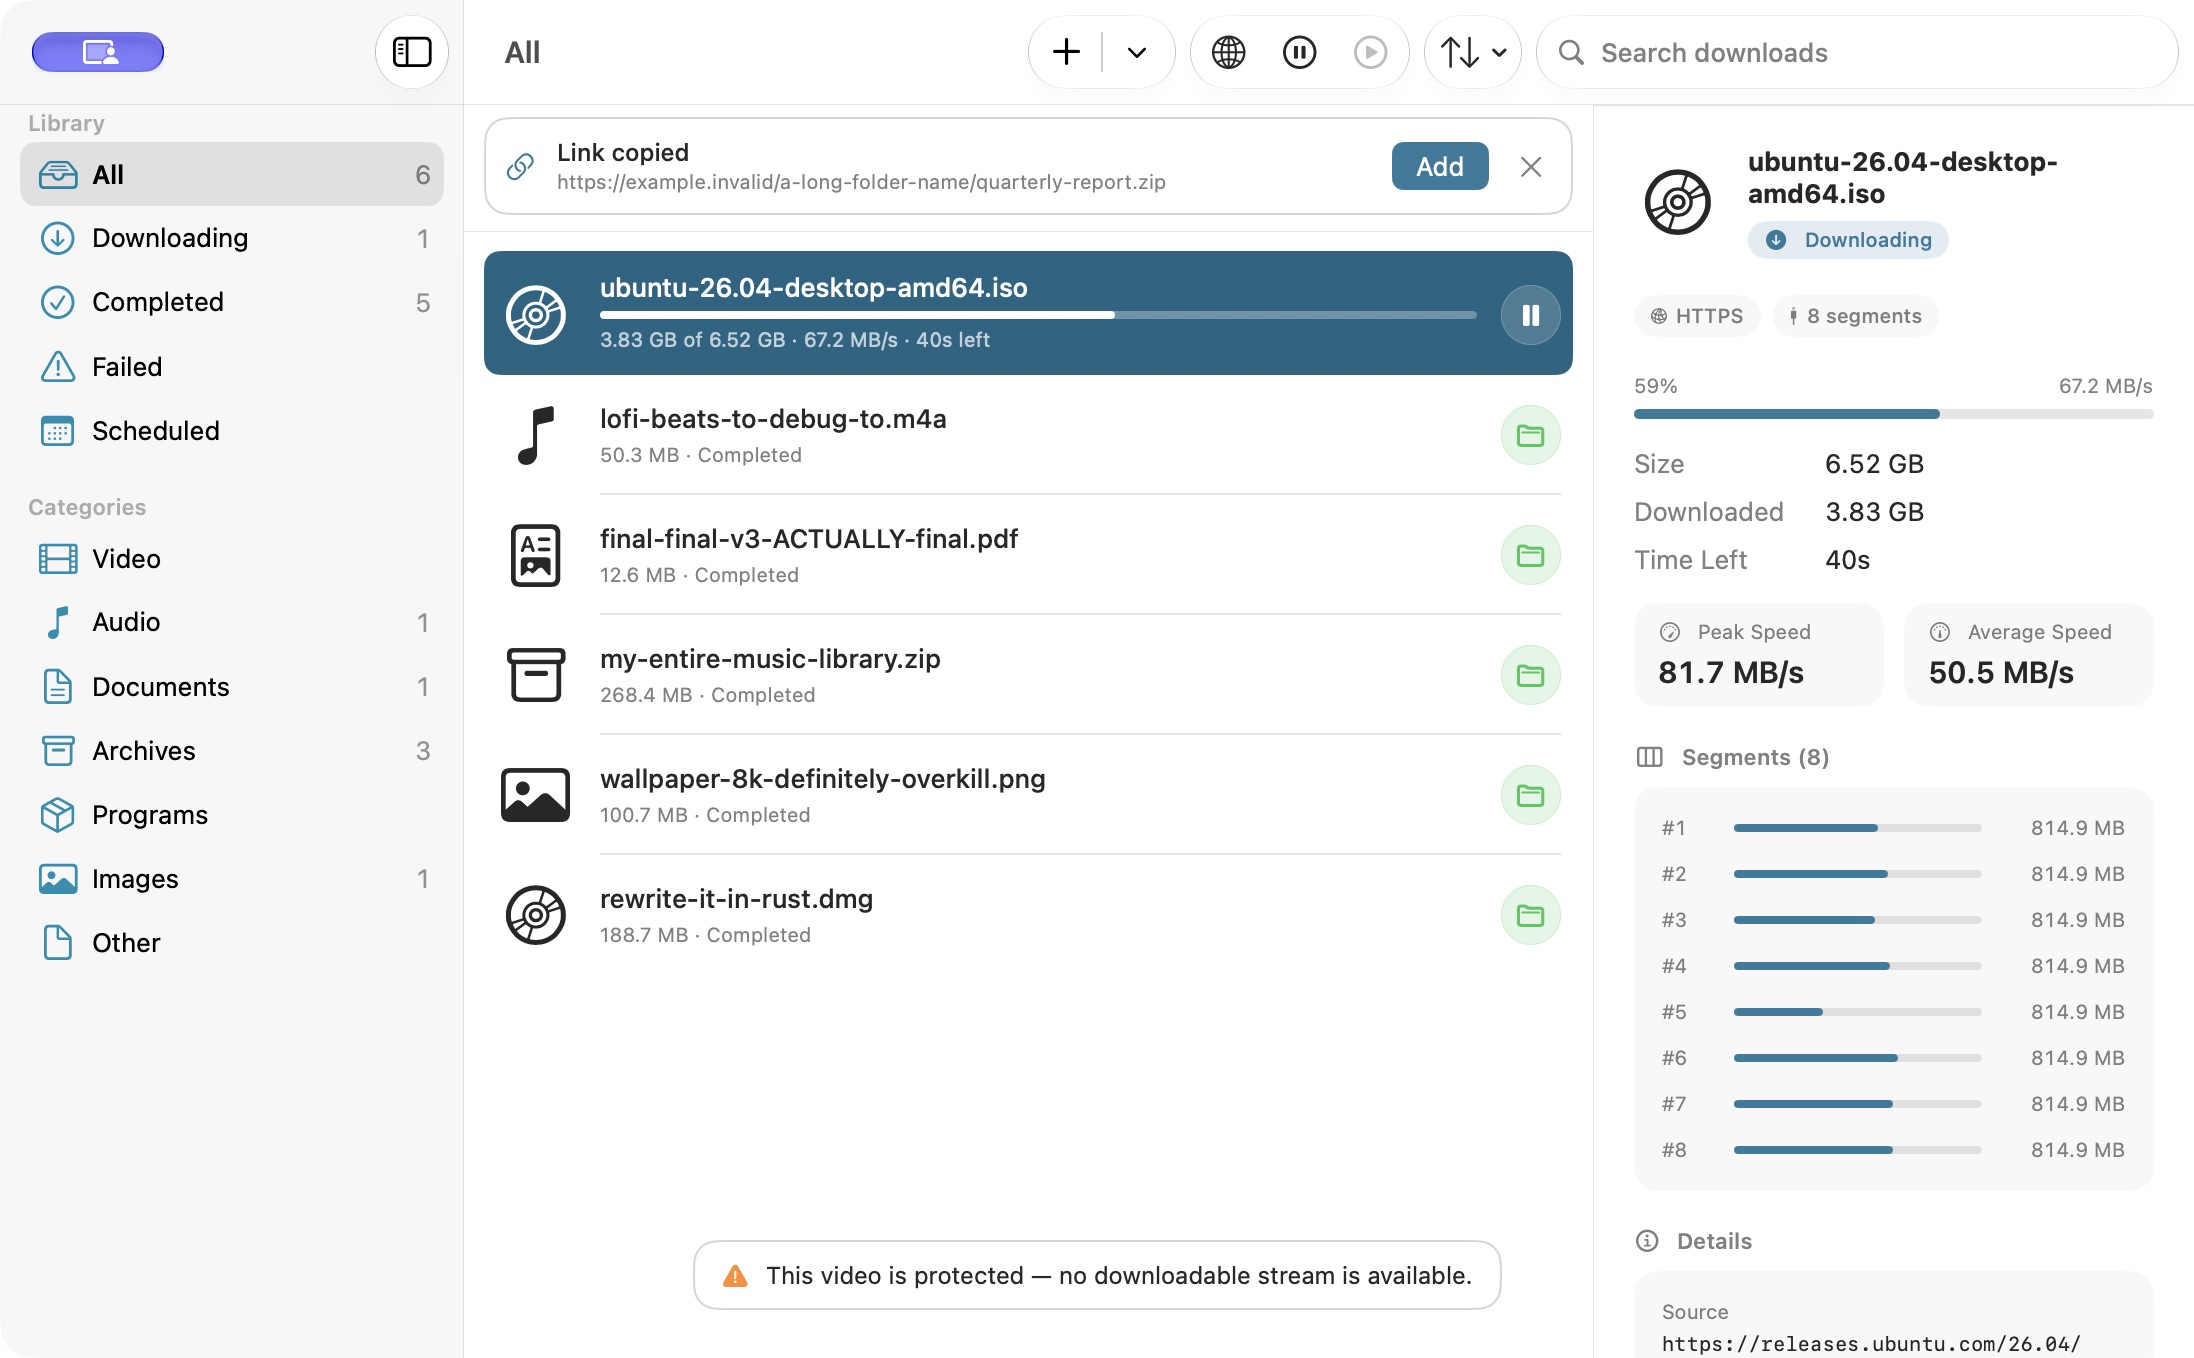 All
Search downloads
Library
All 6
Downloading 1
Completed 5
Failed
Scheduled
Categories
Video
Audio 1
Documents 1
Archives 3
Programs
Images 1
Other
Link copied
https://example.invalid/a-long-folder-name/quarterly-report.zip
Add
ubuntu-26.04-desktop-amd64.iso
3.83 GB of 6.52 GB · 67.2 MB/s · 40s left
lofi-beats-to-debug-to.m4a
50.3 MB · Completed
final-final-v3-ACTUALLY-final.pdf
12.6 MB · Completed
my-entire-music-library.zip
268.4 MB · Completed
wallpaper-8k-definitely-overkill.png
100.7 MB · Completed
rewrite-it-in-rust.dmg
188.7 MB · Completed
This video is protected — no downloadable stream is available.
ubuntu-26.04-desktop-
amd64.iso
Downloading
HTTPS 8 segments
59% 67.2 MB/s
Size 6.52 GB
Downloaded 3.83 GB
Time Left 40s
Peak Speed
81.7 MB/s
Average Speed
50.5 MB/s
Segments (8)
#1 814.9 MB
#2 814.9 MB
#3 814.9 MB
#4 814.9 MB
#5 814.9 MB
#6 814.9 MB
#7 814.9 MB
#8 814.9 MB
Details
Source
https://releases.ubuntu.com/26.04/